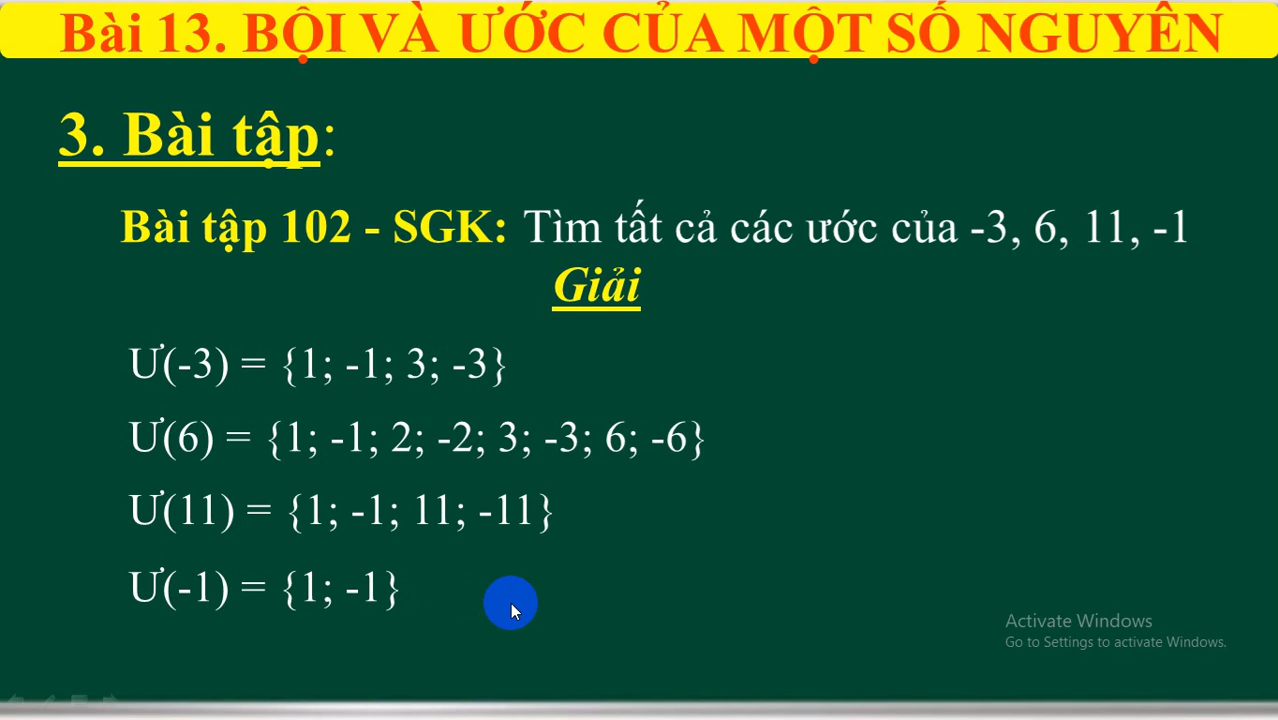 Bài 13. BỘI VÀ ƯỚC CỦA MỘT SỐ NGUYÊN
3. Bài tập:
Bài tập 102 - SGK: Tìm tất cả các ước của -3, 6, 11, -1
Giải
Ư(-3) = {1; -1; 3; -3}
Ư(6) = {1; -1; 2; -2; 3; -3; 6; -6}
Ư(11) = {1; -1; 11; -11}
Ư(-1) = {1; -1}
Activate Windows
Go to Settings to activate Windows.